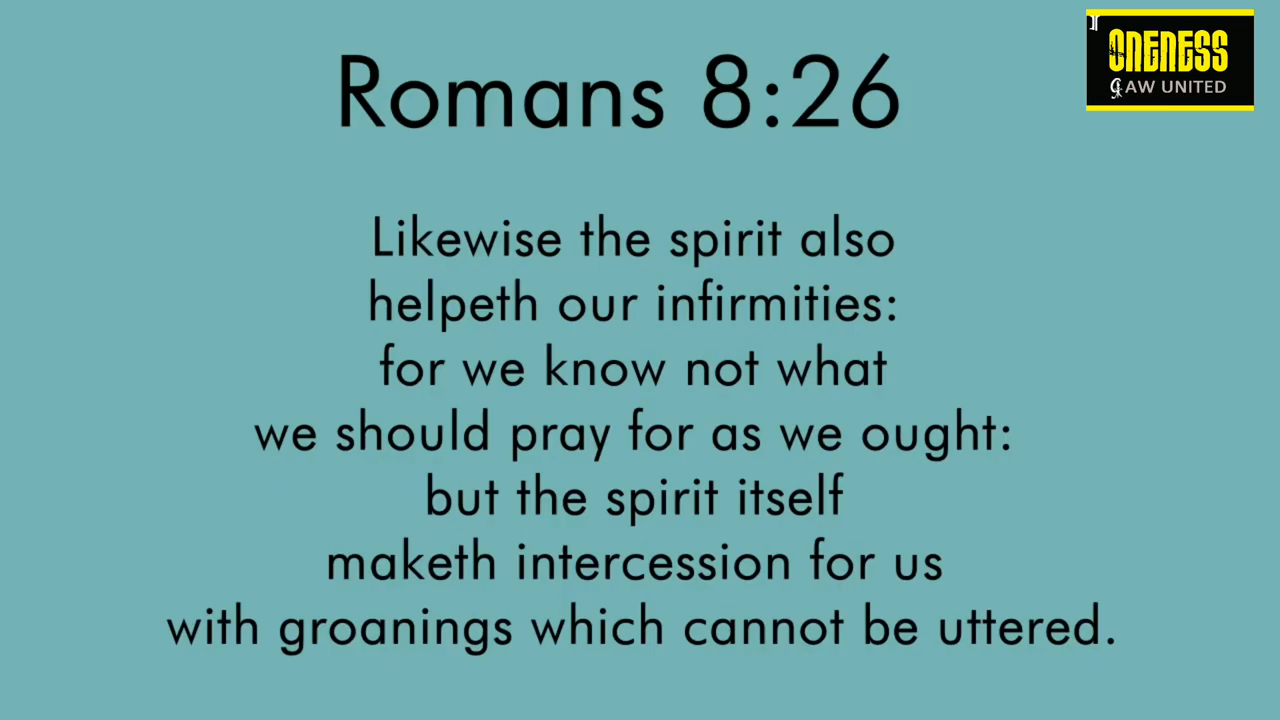 Romans 8:26
ONENESS
AW UNITED
Likewise the spirit also
helpeth our infirmities:
for we know not what
we should pray for as we ought:
but the spirit itself
maketh intercession for us
with groanings which cannot be uttered.